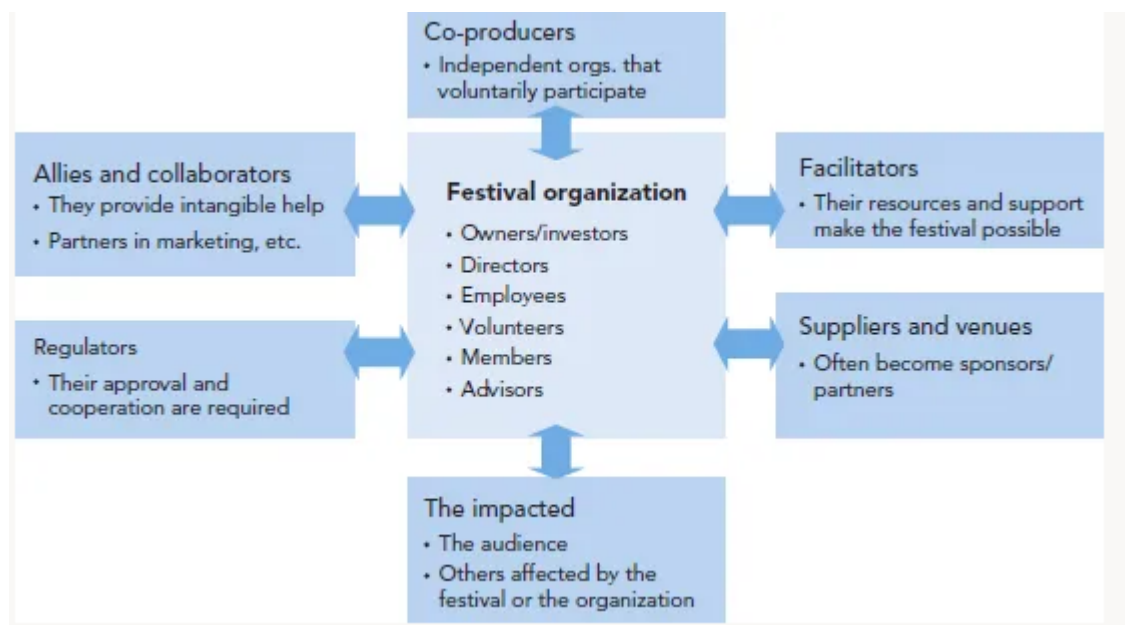 Co-producers
• Independent orgs. that
voluntarily participate
Allies and collaborators
• They provide intangible help
• Partners in marketing, etc.
Festival organization
• Owners/investors
• Directors
• Employees
• Volunteers
• Members
• Advisors
Facilitators
• Their resources and support
make the festival possible
Regulators
• Their approval and
cooperation are required
Suppliers and venues
• Often become sponsors/
partners
The impacted
• The audience
• Others affected by the
festival or the organization